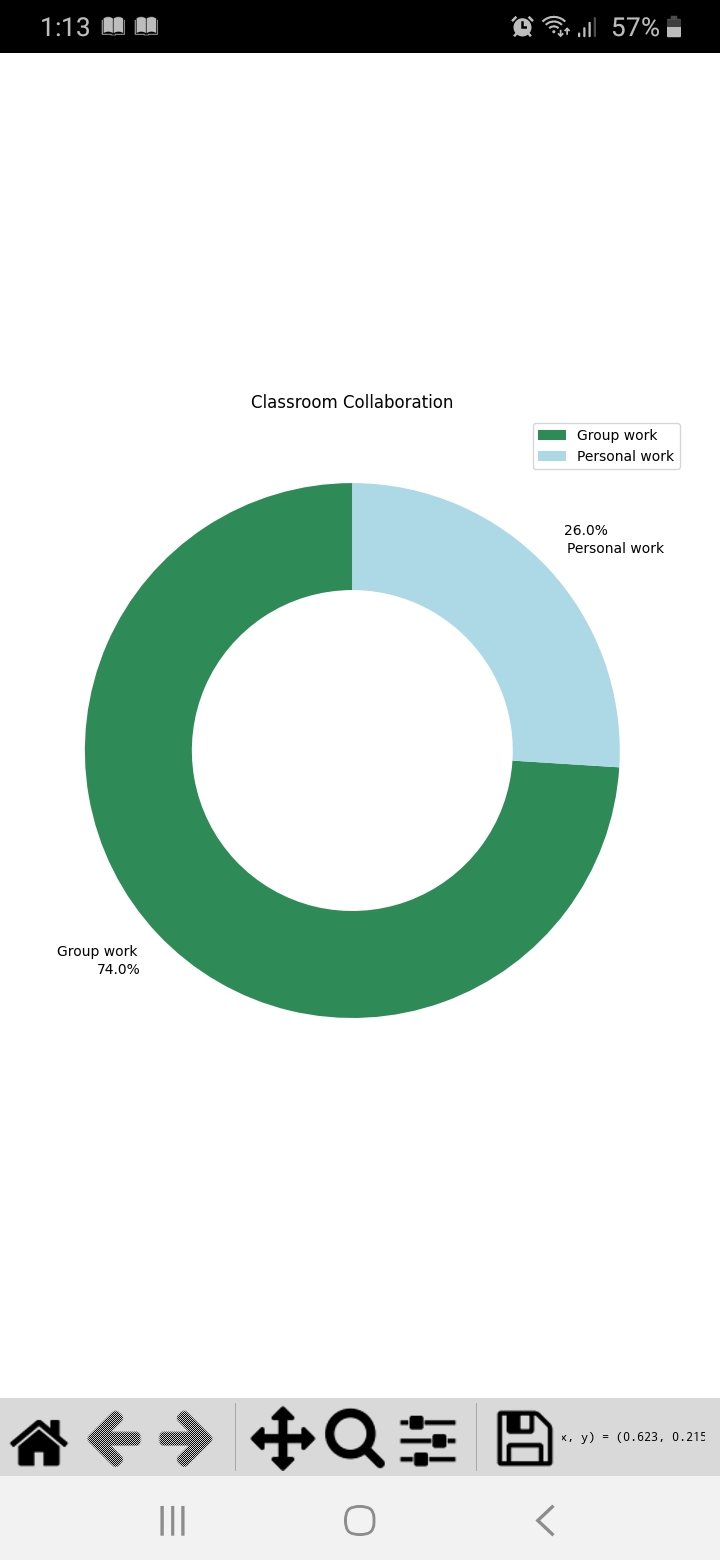 1:13
57%
Classroom Collaboration
Group work
Personal work
26.0%
Personal work
Group work
74.0%
x, y) = (0.623, 0.215